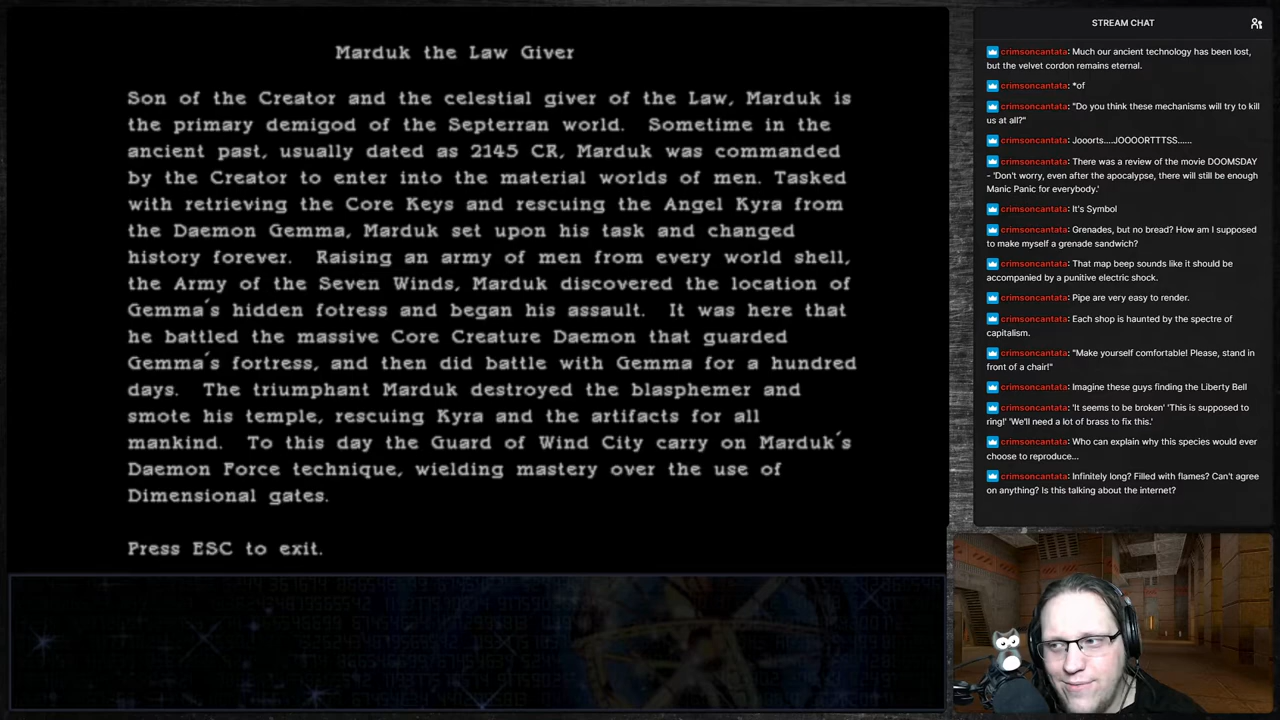 Marduk the Law Giver
Son of the Creator and the celestial giver of the Law, Marduk is
the primary demigod of the Septerran world. Sometime in the
ancient past, usually dated as 2145 CR, Marduk was commanded
by the Creator to enter into the material worlds of men. Tasked
with retrieving the Core Keys and rescuing the Angel Kyra from
the Daemon Gemma, Marduk set upon his task and changed
history forever. Raising an army of men from every world shell,
the Army of the Seven Winds, Marduk discovered the location of
Gemma's hidden fotress and began his assault. It was here that
he battled the massive Core Creating Daemon that guarded
Gemma's fortress, and then did battle with Gemma for a hundred
days. The triumphant Marduk destroyed the blasphemer and
smote his temple, rescuing Kyra and the artifacts for all
mankind. To this day the Guard of Wind City carry on Marduk's
Daemon Force technique, wielding mastery over the use of
Dimensional gates.
Press ESC to exit.
STREAM CHAT
crimsoncantata: Much our ancient technology has been lost,
but the velvet cordon remains eternal.
crimsoncantata: *of
crimsoncantata: "Do you think these mechanisms will try to kill
us at all?"
crimsoncantata: Jooorts.....JOOOORTTTSS......
crimsoncantata: There was a review of the movie DOOMSDAY
- 'Don't worry, even after the apocalypse, there will still be enough
Manic Panic for everybody.'
crimsoncantata: It's Symbol
crimsoncantata: Grenades, but no bread? How am I supposed
to make myself a grenade sandwich?
crimsoncantata: That map beep sounds like it should be
accompanied by a punitive electric shock.
crimsoncantata: Pipe are very easy to render.
crimsoncantata: Each shop is haunted by the spectre of
capitalism.
crimsoncantata: "Make yourself comfortable! Please, stand in
front of a chair!"
crimsoncantata: Imagine these guys finding the Liberty Bell
crimsoncantata: 'It seems to be broken' 'This is suppose to
ring!' 'We'll need a lot of brass to fix this.'
crimsoncantata: Who can explain why this species would ever
choose to reproduce...
crimsoncantata: Infinitely long? Filled with flames? Can't agree
on anything? Is this talking about the internet?